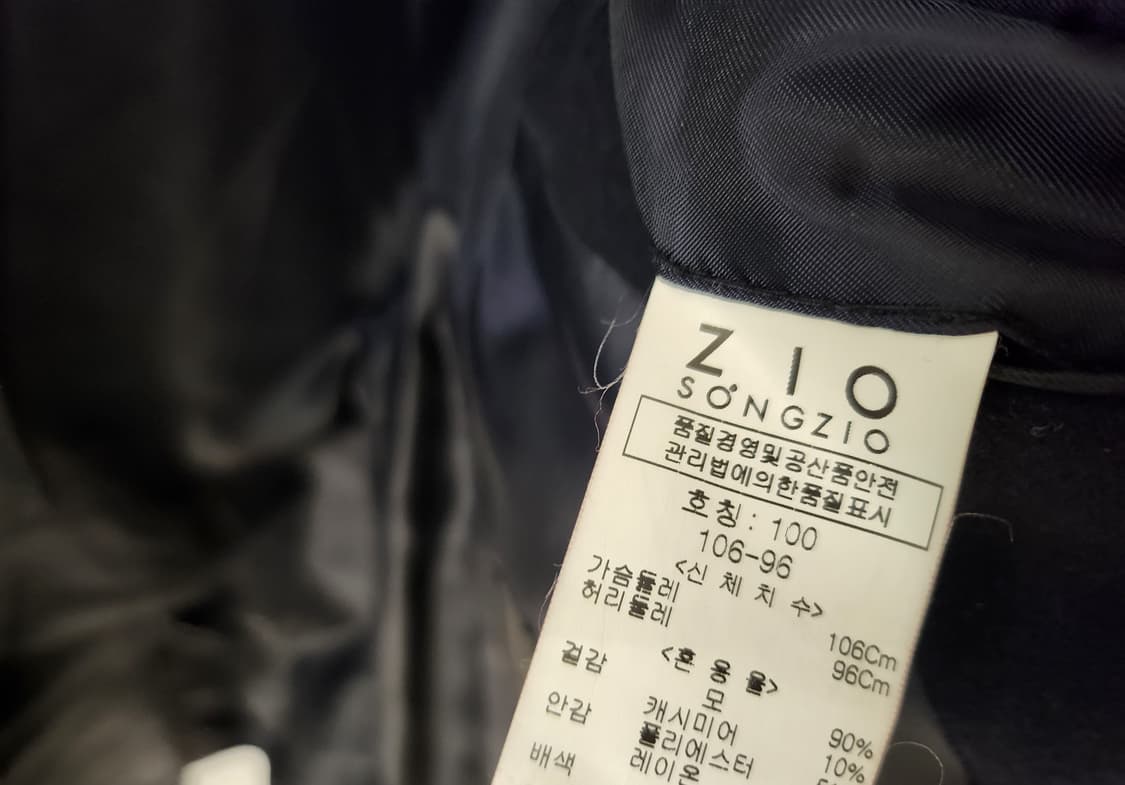 ZIO
SONGZIO
품질경영및공산품안전
관리법에의한품질표시
호칭: 100
106-96
<신 체 치 수>
가슴둘레 106Cm
허리둘레 96Cm
<혼 용 율>
겉감 모 90%
캐시미어 10%
안감 폴리에스터
배색 레이온